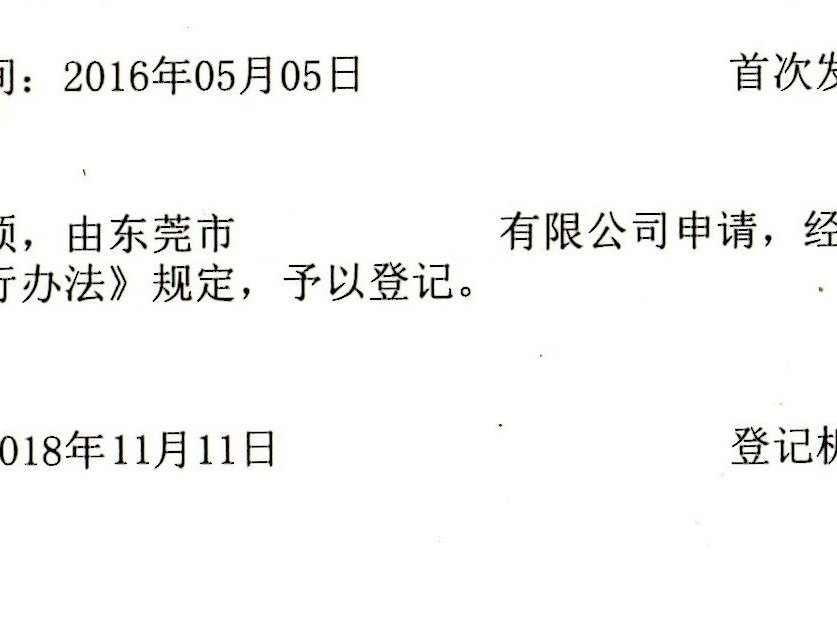 间：2016年05月05日 首次发
页，由东莞市 有限公司申请，经
行办法》规定，予以登记。
2018年11月11日 登记机